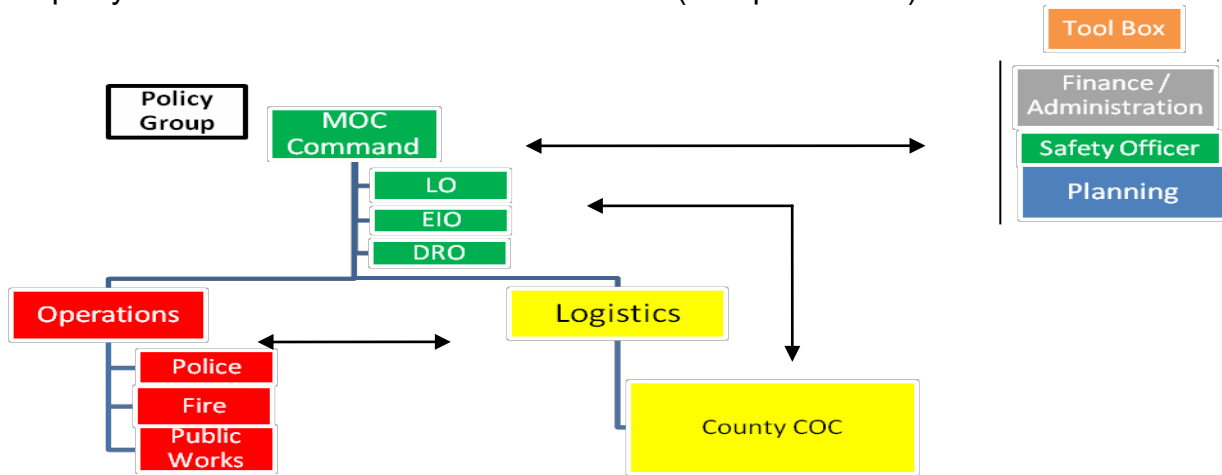 Tool Box
Policy
Group
MOC
Command
Finance /
Administration
Safety Officer
Planning
LO
EIO
DRO
Operations
Logistics
Police
Fire
Public
Works
County COC